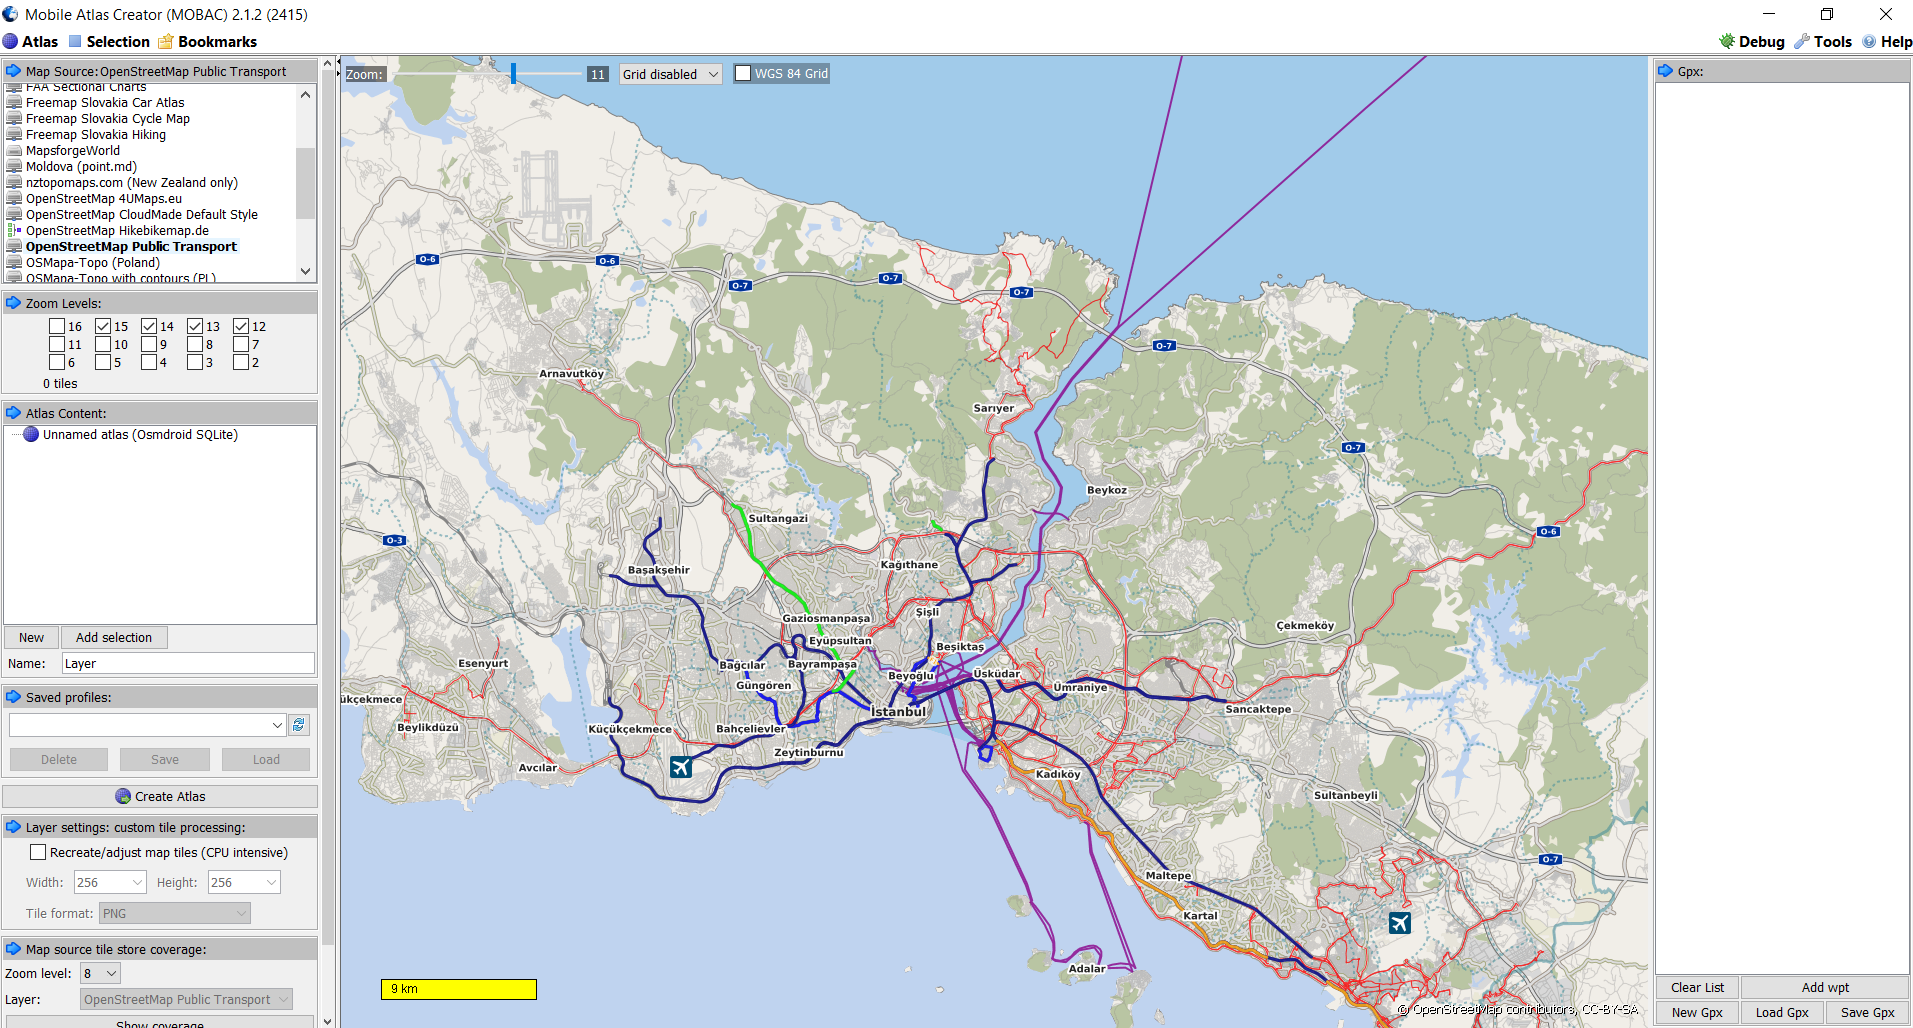 Mobile Atlas Creator (MOBAC) 2.1.2 (2415)
Atlas Selection Bookmarks Debug Tools Help
Map Source: OpenStreetMap Public Transport
FAA Sectional Charts
Freemap Slovakia Car Atlas
Freemap Slovakia Cycle Map
Freemap Slovakia Hiking
MapsforgeWorld
Moldova (point.md)
nztopomaps.com (New Zealand only)
OpenStreetMap 4UMaps.eu
OpenStreetMap CloudMade Default Style
OpenStreetMap Hikebikemap.de
OpenStreetMap Public Transport
OSMapa-Topo (Poland)
OSMapa-Topo with contours (PL)
Zoom Levels:
16 15 14 13 12
11 10 9 8 7
6 5 4 3 2
0 tiles
Atlas Content:
Unnamed atlas (Osmdroid SQLite)
New Add selection
Name: Layer
Saved profiles:
Delete Save Load
Create Atlas
Layer settings: custom tile processing:
Recreate/adjust map tiles (CPU intensive)
Width: 256 Height: 256
Tile format: PNG
Map source tile store coverage:
Zoom level: 8
Layer: OpenStreetMap Public Transport
Show coverage
Zoom: 11 Grid disabled WGS 84 Grid
O-6
O-6
O-7
O-7
O-7
O-7
Arnavutköy
Sarıyer
O-7
Beykoz
Sultangazi
O-3
O-6
Başakşehir
Kağıthane
Şişli
Gaziosmanpaşa
Çekmeköy
Eyüpsultan
Beşiktaş
Esenyurt
Bağcılar
Bayrampaşa
Beyoğlu
Üsküdar
Güngören
Ümraniye
ükçekmece
İstanbul
Sancaktepe
Beylikdüzü
Küçükçekmece
Bahçelievler
Zeytinburnu
Avcılar
Kadıköy
Sultanbeyli
O-7
Maltepe
Kartal
Adalar
9 km
© OpenStreetMap contributors, CC-BY-SA
Gpx:
Clear List Add wpt
New Gpx Load Gpx Save Gpx